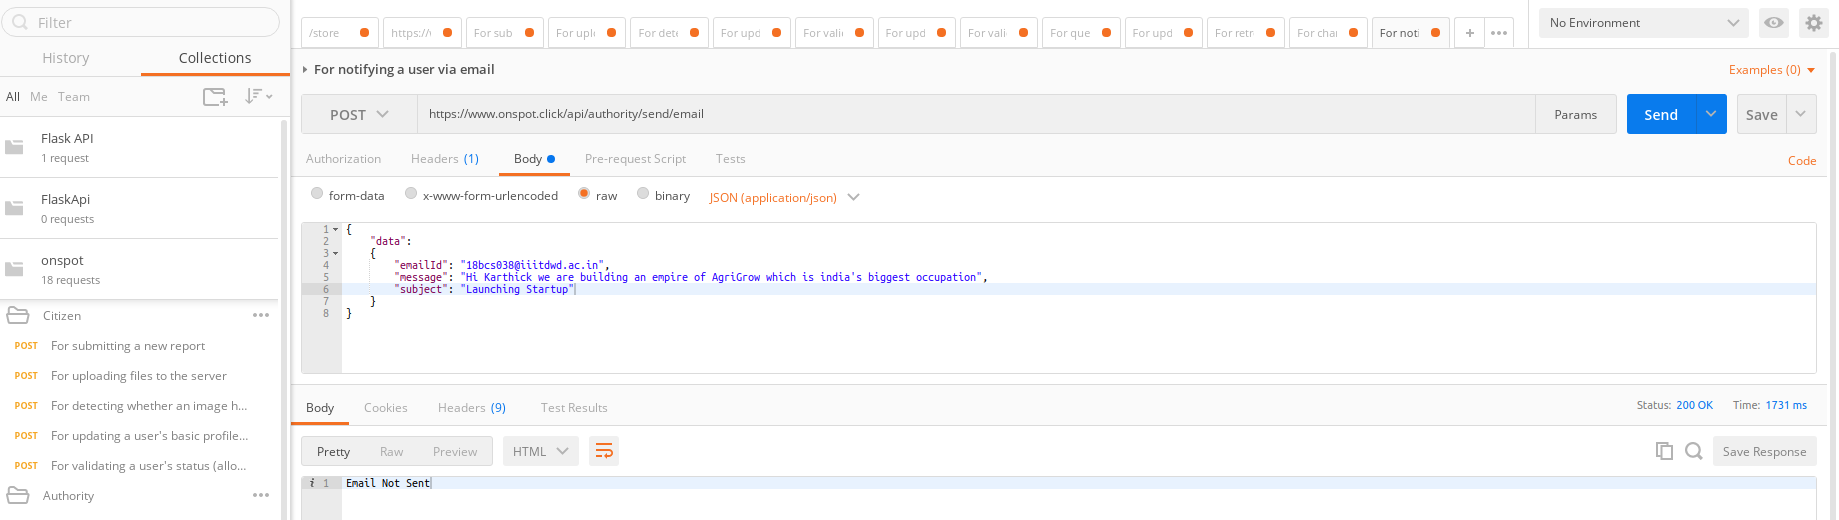 Filter
History Collections
All Me Team
Flask API
1 request
FlaskApi
0 requests
onspot
18 requests
Citizen
POST For submitting a new report
POST For uploading files to the server
POST For detecting whether an image h...
POST For updating a user's basic profile...
POST For validating a user's status (allo...
Authority
/store https:// For sub For uplo For dete For upd For vali For upd For vali For que For upd For retr For char For noti + •••
No Environment
For notifying a user via email
Examples (0)
POST https://www.onspot.click/api/authority/send/email Params Send Save
Authorization Headers (1) Body Pre-request Script Tests Code
form-data x-www-form-urlencoded raw binary JSON (application/json)
1 {
2 "data":
3 {
4 "emailId": "18bcs038@iiitdwd.ac.in",
5 "message": "Hi Karthick we are building an empire of AgriGrow which is india's biggest occupation",
6 "subject": "Launching Startup"
7 }
8 }
Body Cookies Headers (9) Test Results Status: 200 OK Time: 1731 ms
Pretty Raw Preview HTML Save Response
i 1 Email Not Sent